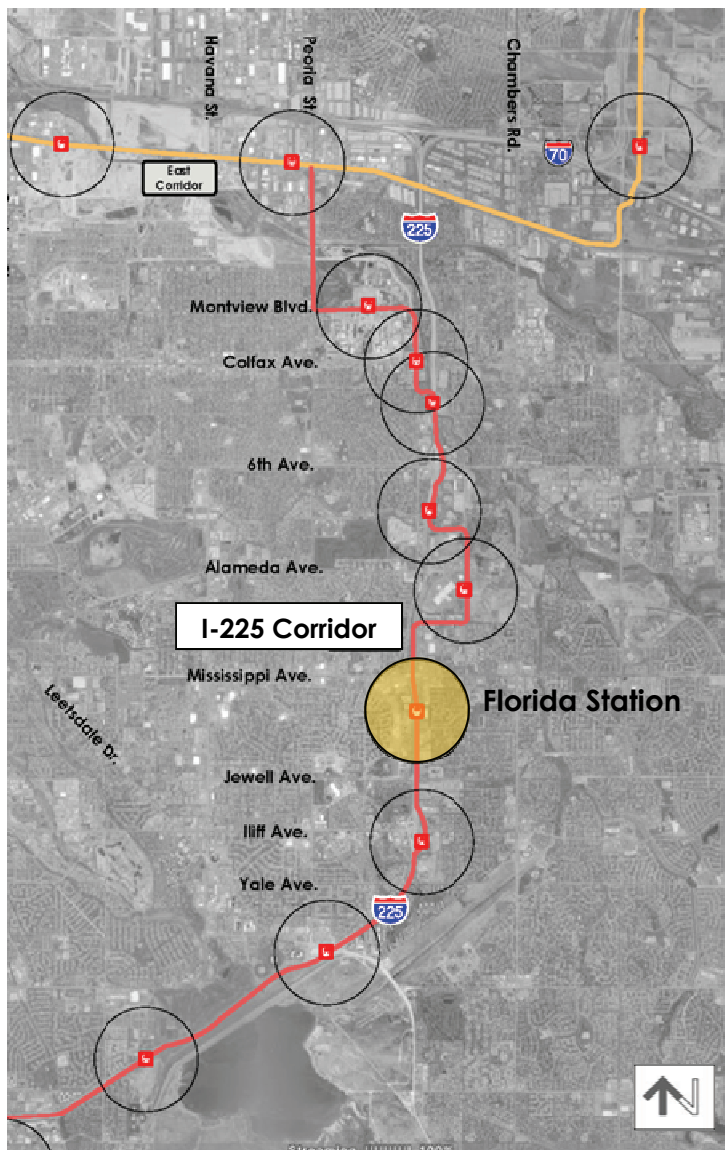 Havana St.
Peoria St.
Chambers Rd.
70
East
Corridor
225
Montview Blvd.
Colfax Ave.
6th Ave.
Alameda Ave.
I-225 Corridor
Mississippi Ave.
Florida Station
Leetsdale Dr.
Jewell Ave.
Iliff Ave.
Yale Ave.
225
N